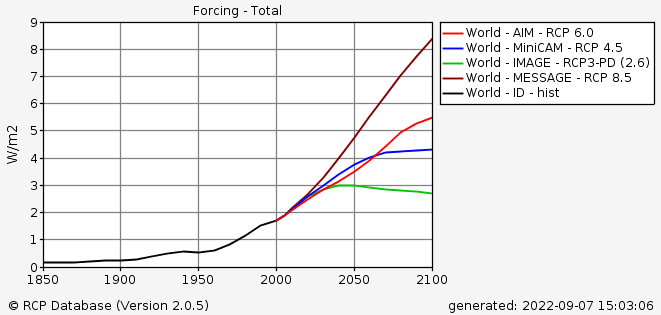 Forcing - Total
W/m2
9
8
7
6
5
4
3
2
1
0
1850
1900
1950
2000
2050
2100
World - AIM - RCP 6.0
World - MiniCAM - RCP 4.5
World - IMAGE - RCP3-PD (2.6)
World - MESSAGE - RCP 8.5
World - ID - hist
© RCP Database (Version 2.0.5)
generated: 2022-09-07 15:03:06